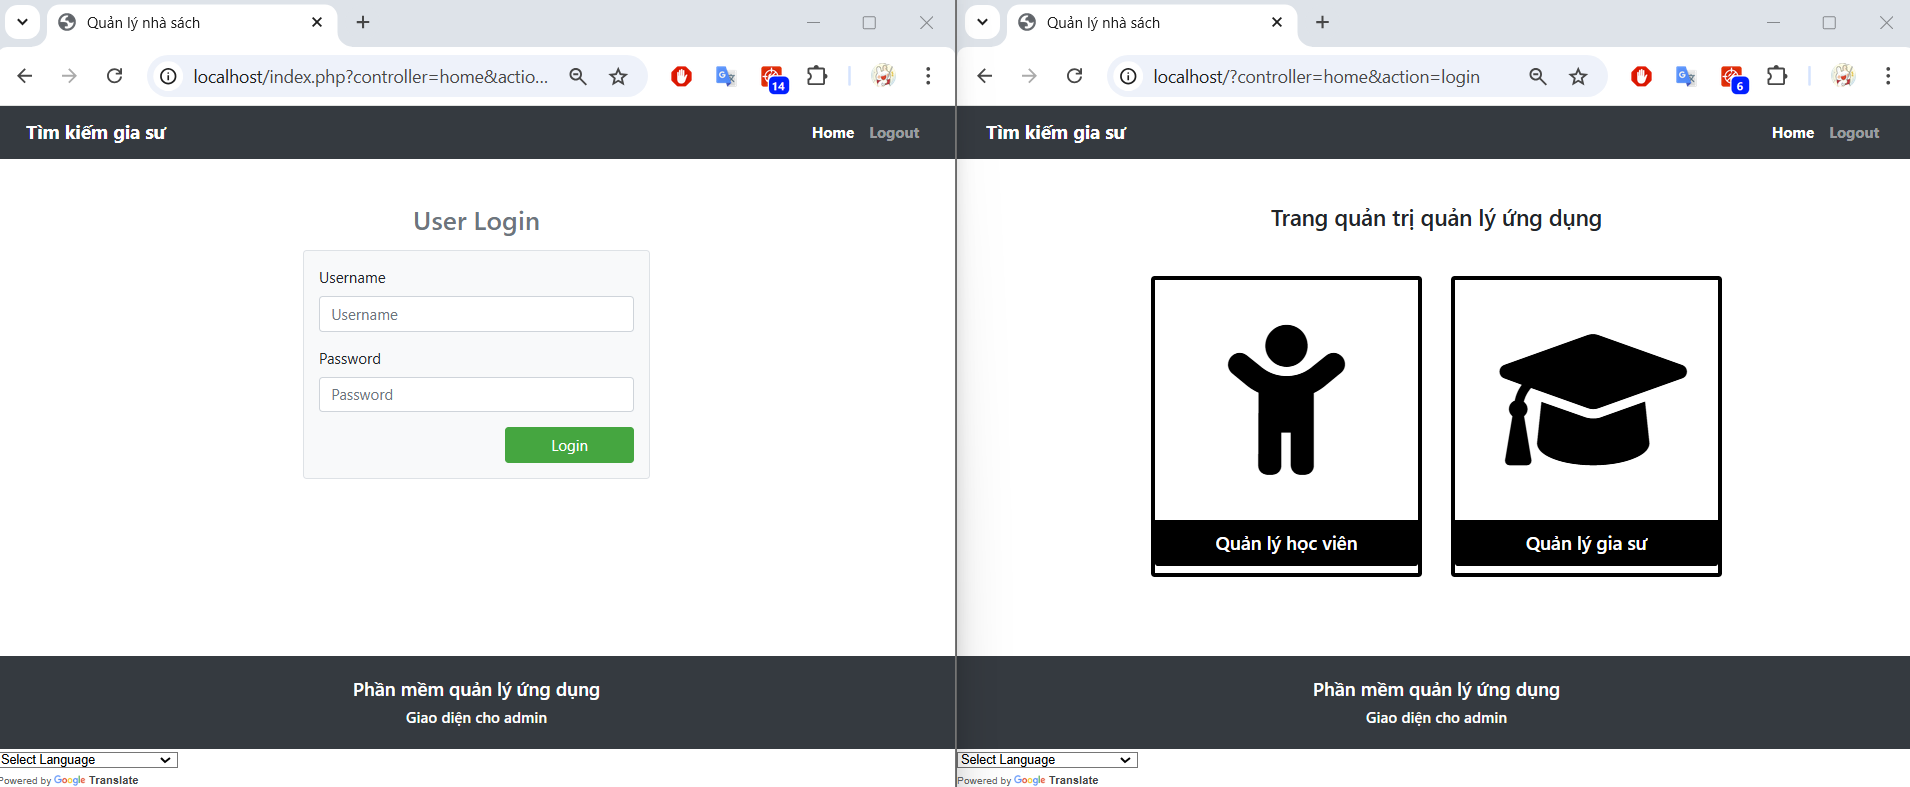 Quản lý nhà sách
localhost/index.php?controller=home&actio...
14
Tìm kiếm gia sư
Home
Logout
User Login
Username
Username
Password
Password
Login
Phần mềm quản lý ứng dụng
Giao diện cho admin
Select Language
Powered by Google Translate
Quản lý nhà sách
localhost/?controller=home&action=login
6
Tìm kiếm gia sư
Home
Logout
Trang quản trị quản lý ứng dụng
Quản lý học viên
Quản lý gia sư
Phần mềm quản lý ứng dụng
Giao diện cho admin
Select Language
Powered by Google Translate